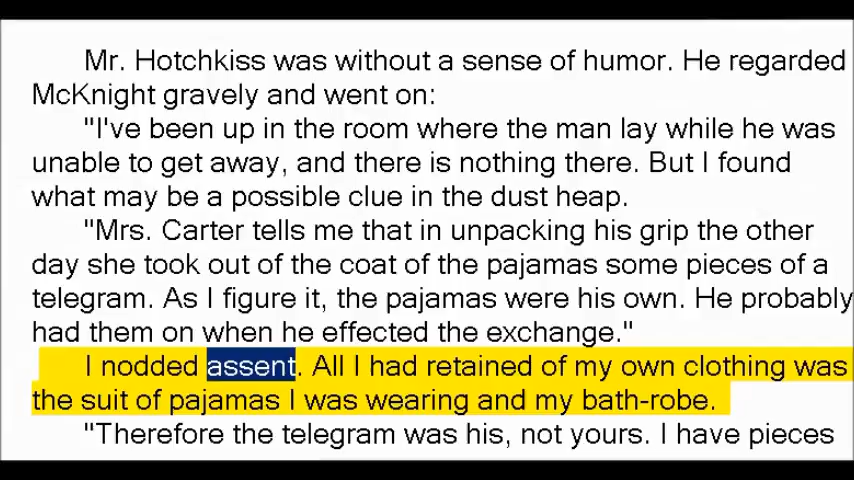 Mr. Hotchkiss was without a sense of humor. He regarded
McKnight gravely and went on:
"I've been up in the room where the man lay while he was
unable to get away, and there is nothing there. But I found
what may be a possible clue in the dust heap.
"Mrs. Carter tells me that in unpacking his grip the other
day she took out of the coat of the pajamas some pieces of a
telegram. As I figure it, the pajamas were his own. He probably
had them on when he effected the exchange."
I nodded assent. All I had retained of my own clothing was
the suit of pajamas I was wearing and my bath-robe.
"Therefore the telegram was his, not yours. I have pieces